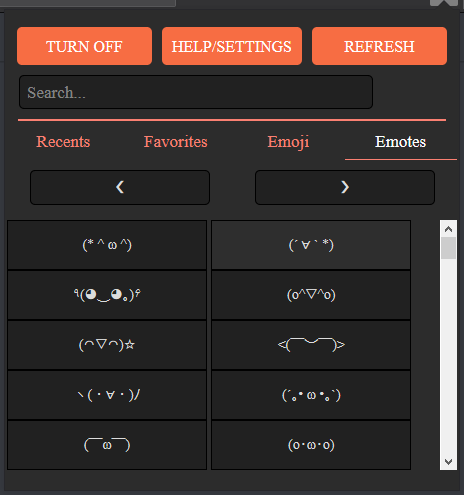 TURN OFF HELP/SETTINGS REFRESH
Search...
Recents Favorites Emoji Emotes
❮ ❯
(* ^ ω ^) (´ ∀ ` *)
٩(◕‿◕｡)۶ (o^▽^o)
(⌒▽⌒)☆ <(￣︶￣)>
ヽ(・∀・)ﾉ (´｡• ω •｡`)
(￣ω￣) (o･ω･o)